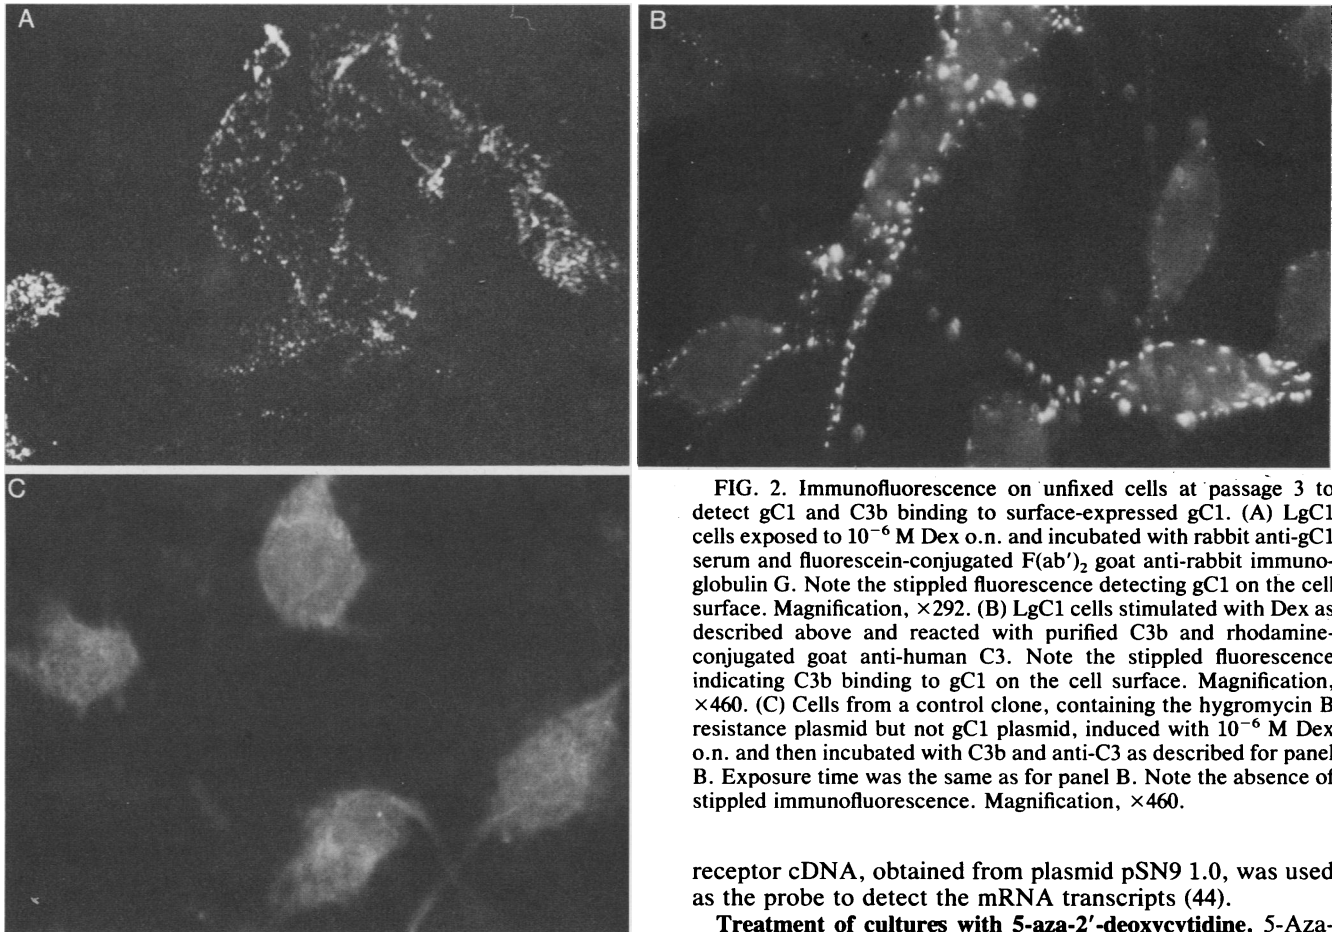 A
B
C
FIG. 2. Immunofluorescence on unfixed cells at passage 3 to
detect gC1 and C3b binding to surface-expressed gC1. (A) LgC1
cells exposed to 10⁻⁶ M Dex o.n. and incubated with rabbit anti-gC1
serum and fluorescein-conjugated F(ab')₂ goat anti-rabbit immuno-
globulin G. Note the stippled fluorescence detecting gC1 on the cell
surface. Magnification, ×292. (B) LgC1 cells stimulated with Dex as
described above and reacted with purified C3b and rhodamine-
conjugated goat anti-human C3. Note the stippled fluorescence
indicating C3b binding to gC1 on the cell surface. Magnification,
×460. (C) Cells from a control clone, containing the hygromycin B
resistance plasmid but not gC1 plasmid, induced with 10⁻⁶ M Dex
o.n. and then incubated with C3b and anti-C3 as described for panel
B. Exposure time was the same as for panel B. Note the absence of
stippled immunofluorescence. Magnification, ×460.
receptor cDNA, obtained from plasmid pSN9 1.0, was used
as the probe to detect the mRNA transcripts (44).
Treatment of cultures with 5-aza-2'-deoxycytidine. 5-Aza-